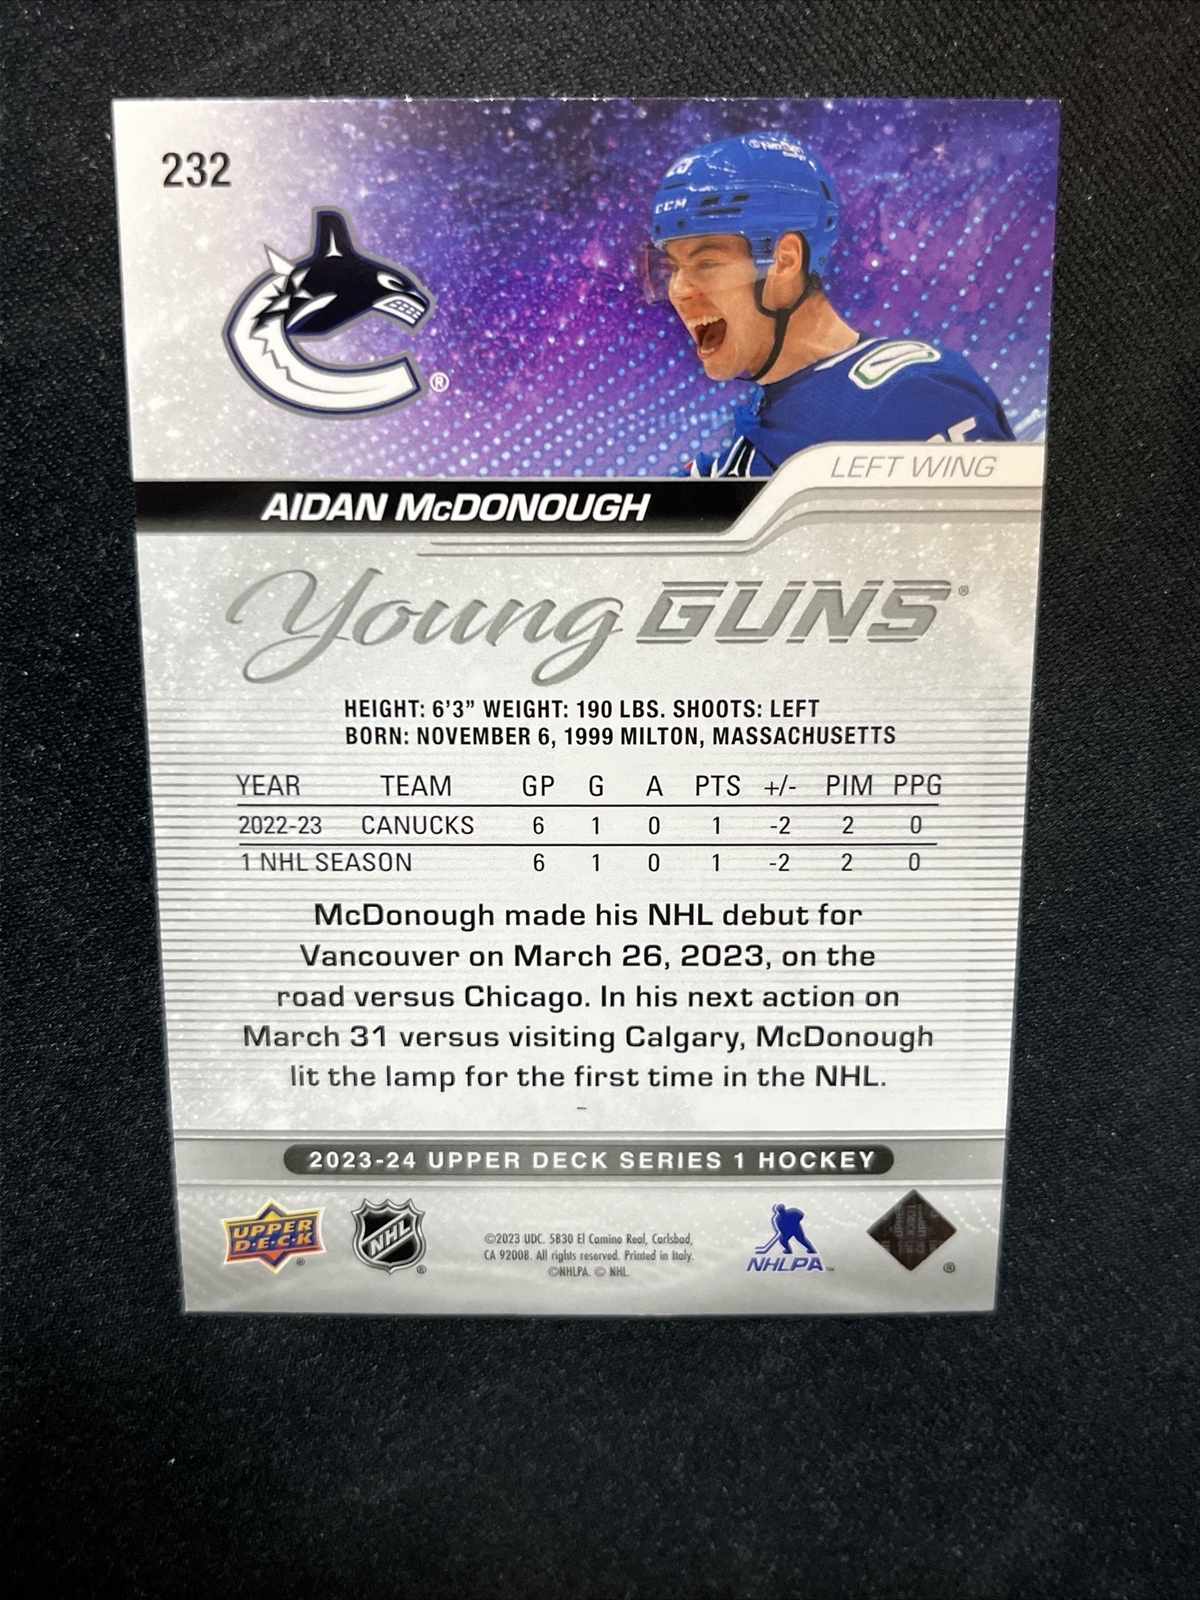 232
CCM
25
®
LEFT WING
AIDAN McDONOUGH
Young GUNS®
HEIGHT: 6'3" WEIGHT: 190 LBS. SHOOTS: LEFT
BORN: NOVEMBER 6, 1999 MILTON, MASSACHUSETTS
YEAR TEAM GP G A PTS +/- PIM PPG
2022-23 CANUCKS 6 1 0 1 -2 2 0
1 NHL SEASON 6 1 0 1 -2 2 0
McDonough made his NHL debut for
Vancouver on March 26, 2023, on the
road versus Chicago. In his next action on
March 31 versus visiting Calgary, McDonough
lit the lamp for the first time in the NHL.
2023-24 UPPER DECK SERIES 1 HOCKEY
UPPER
D·E·C·K
®
NHL
®
©2023 UDC. 5830 El Camino Real, Carlsbad,
CA 92008. All rights reserved. Printed in Italy.
©NHLPA. © NHL.
NHLPA™
®